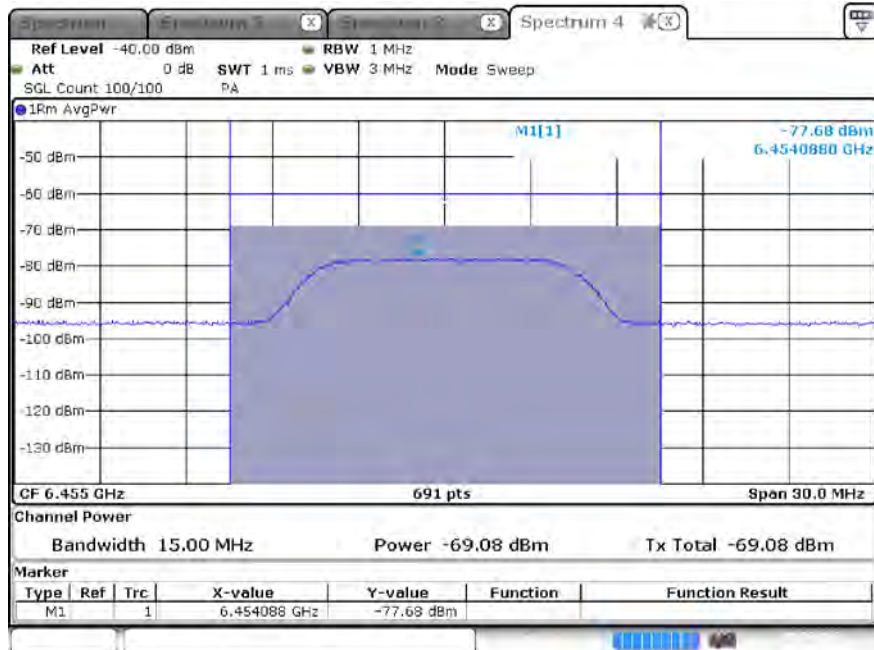 Spectrum Spectrum 3 X Spectrum 2 X Spectrum 4 X
Ref Level -40.00 dBm RBW 1 MHz
Att 0 dB SWT 1 ms VBW 3 MHz Mode Sweep
SGL Count 100/100 PA
1Rm AvgPwr
M1[1] -77.68 dBm
6.4540880 GHz
-50 dBm
-60 dBm
-70 dBm
-80 dBm
-90 dBm
-100 dBm
-110 dBm
-120 dBm
-130 dBm
CF 6.455 GHz 691 pts Span 30.0 MHz
Channel Power
Bandwidth 15.00 MHz Power -69.08 dBm Tx Total -69.08 dBm
Marker
Type Ref Trc X-value Y-value Function Function Result
M1 1 6.454088 GHz -77.68 dBm